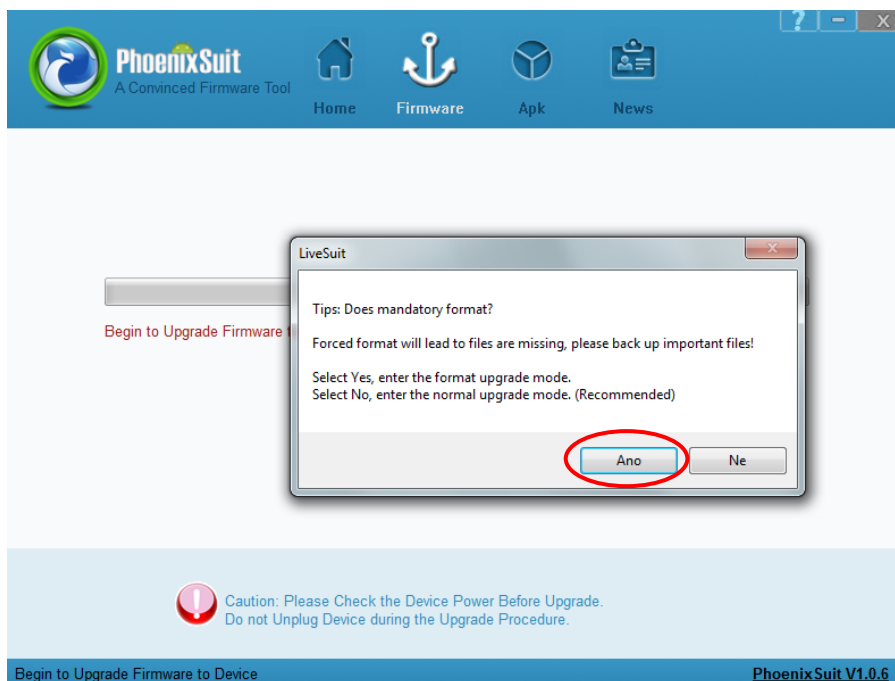 ? – X
PhoenixSuit
A Convinced Firmware Tool
Home Firmware Apk News
LiveSuit
X
Tips: Does mandatory format?
Begin to Upgrade Firmware
Forced format will lead to files are missing, please back up important files!
Select Yes, enter the format upgrade mode.
Select No, enter the normal upgrade mode. (Recommended)
Ano Ne
Caution: Please Check the Device Power Before Upgrade.
Do not Unplug Device during the Upgrade Procedure.
Begin to Upgrade Firmware to Device
PhoenixSuit V1.0.6